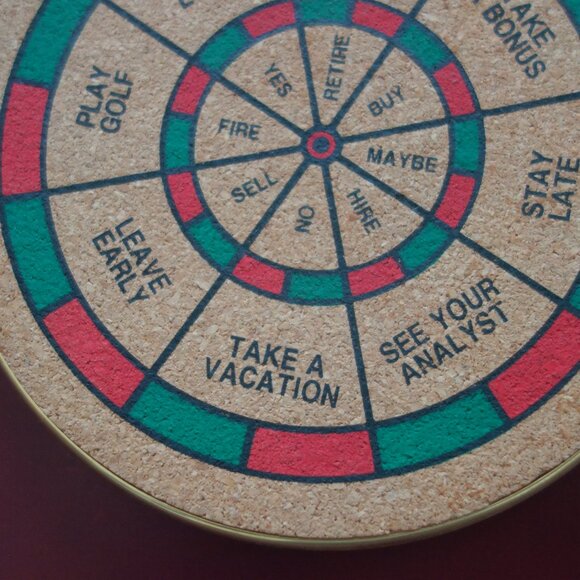 TAKE
A BONUS
PLAY
GOLF
STAY
LATE
LEAVE
EARLY
TAKE A
VACATION
SEE YOUR
ANALYST
YES
RETIRE
BUY
MAYBE
HIRE
NO
SELL
FIRE